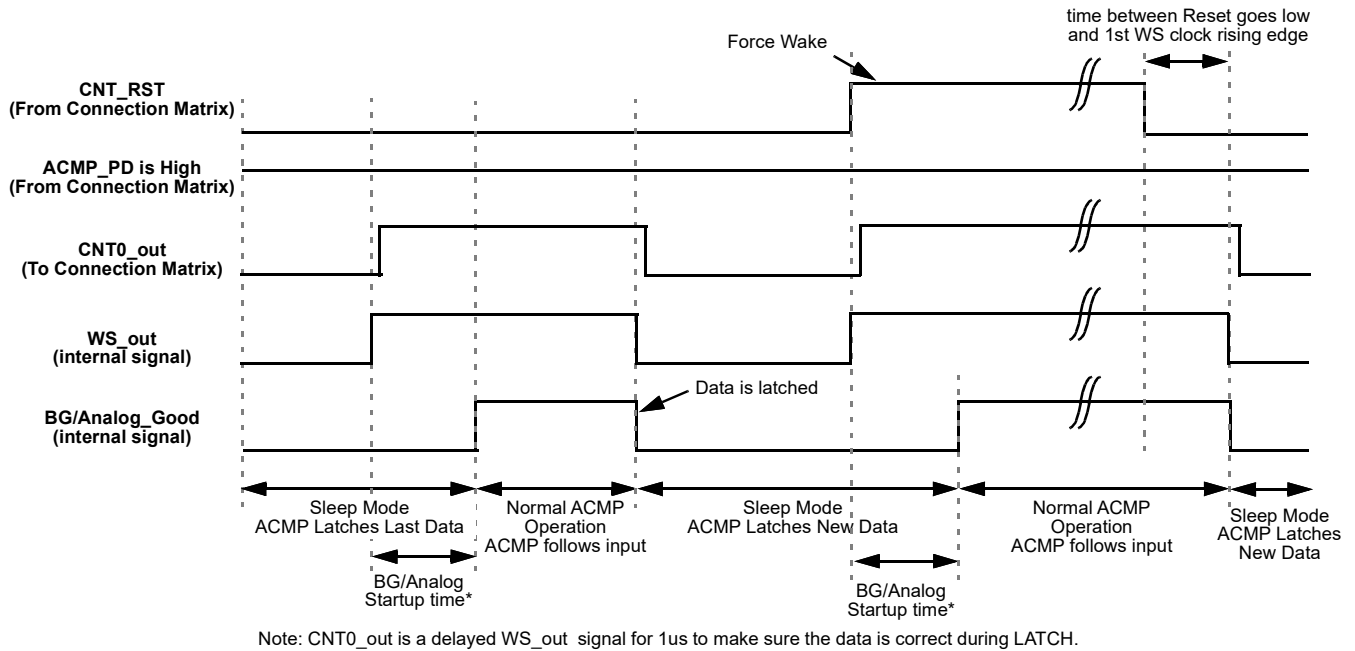 time between Reset goes low
and 1st WS clock rising edge
Force Wake
CNT_RST
(From Connection Matrix)
ACMP_PD is High
(From Connection Matrix)
CNT0_out
(To Connection Matrix)
WS_out
(internal signal)
Data is latched
BG/Analog_Good
(internal signal)
Sleep Mode
ACMP Latches Last Data
Normal ACMP
Operation
ACMP follows input
Sleep Mode
ACMP Latches New Data
Normal ACMP
Operation
ACMP follows input
Sleep Mode
ACMP Latches
New Data
BG/Analog
Startup time*
BG/Analog
Startup time*
Note: CNT0_out is a delayed WS_out signal for 1us to make sure the data is correct during LATCH.